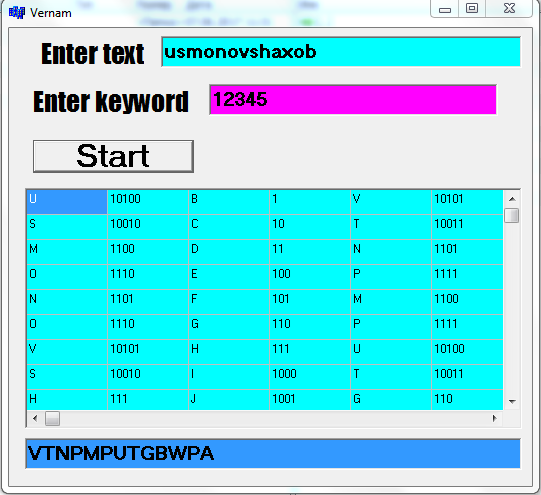 Vernam
Enter text usmonovshaxob
Enter keyword 12345
Start
U 10100 B 1 V 10101
S 10010 C 10 T 10011
M 1100 D 11 N 1101
O 1110 E 100 P 1111
N 1101 F 101 M 1100
O 1110 G 110 P 1111
V 10101 H 111 U 10100
S 10010 I 1000 T 10011
H 111 J 1001 G 110
VTNPMPUTGBWPA